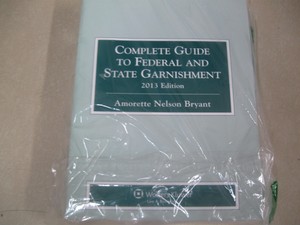 COMPLETE GUIDE
TO FEDERAL AND
STATE GARNISHMENT
2013 Edition
Amorette Nelson Bryant